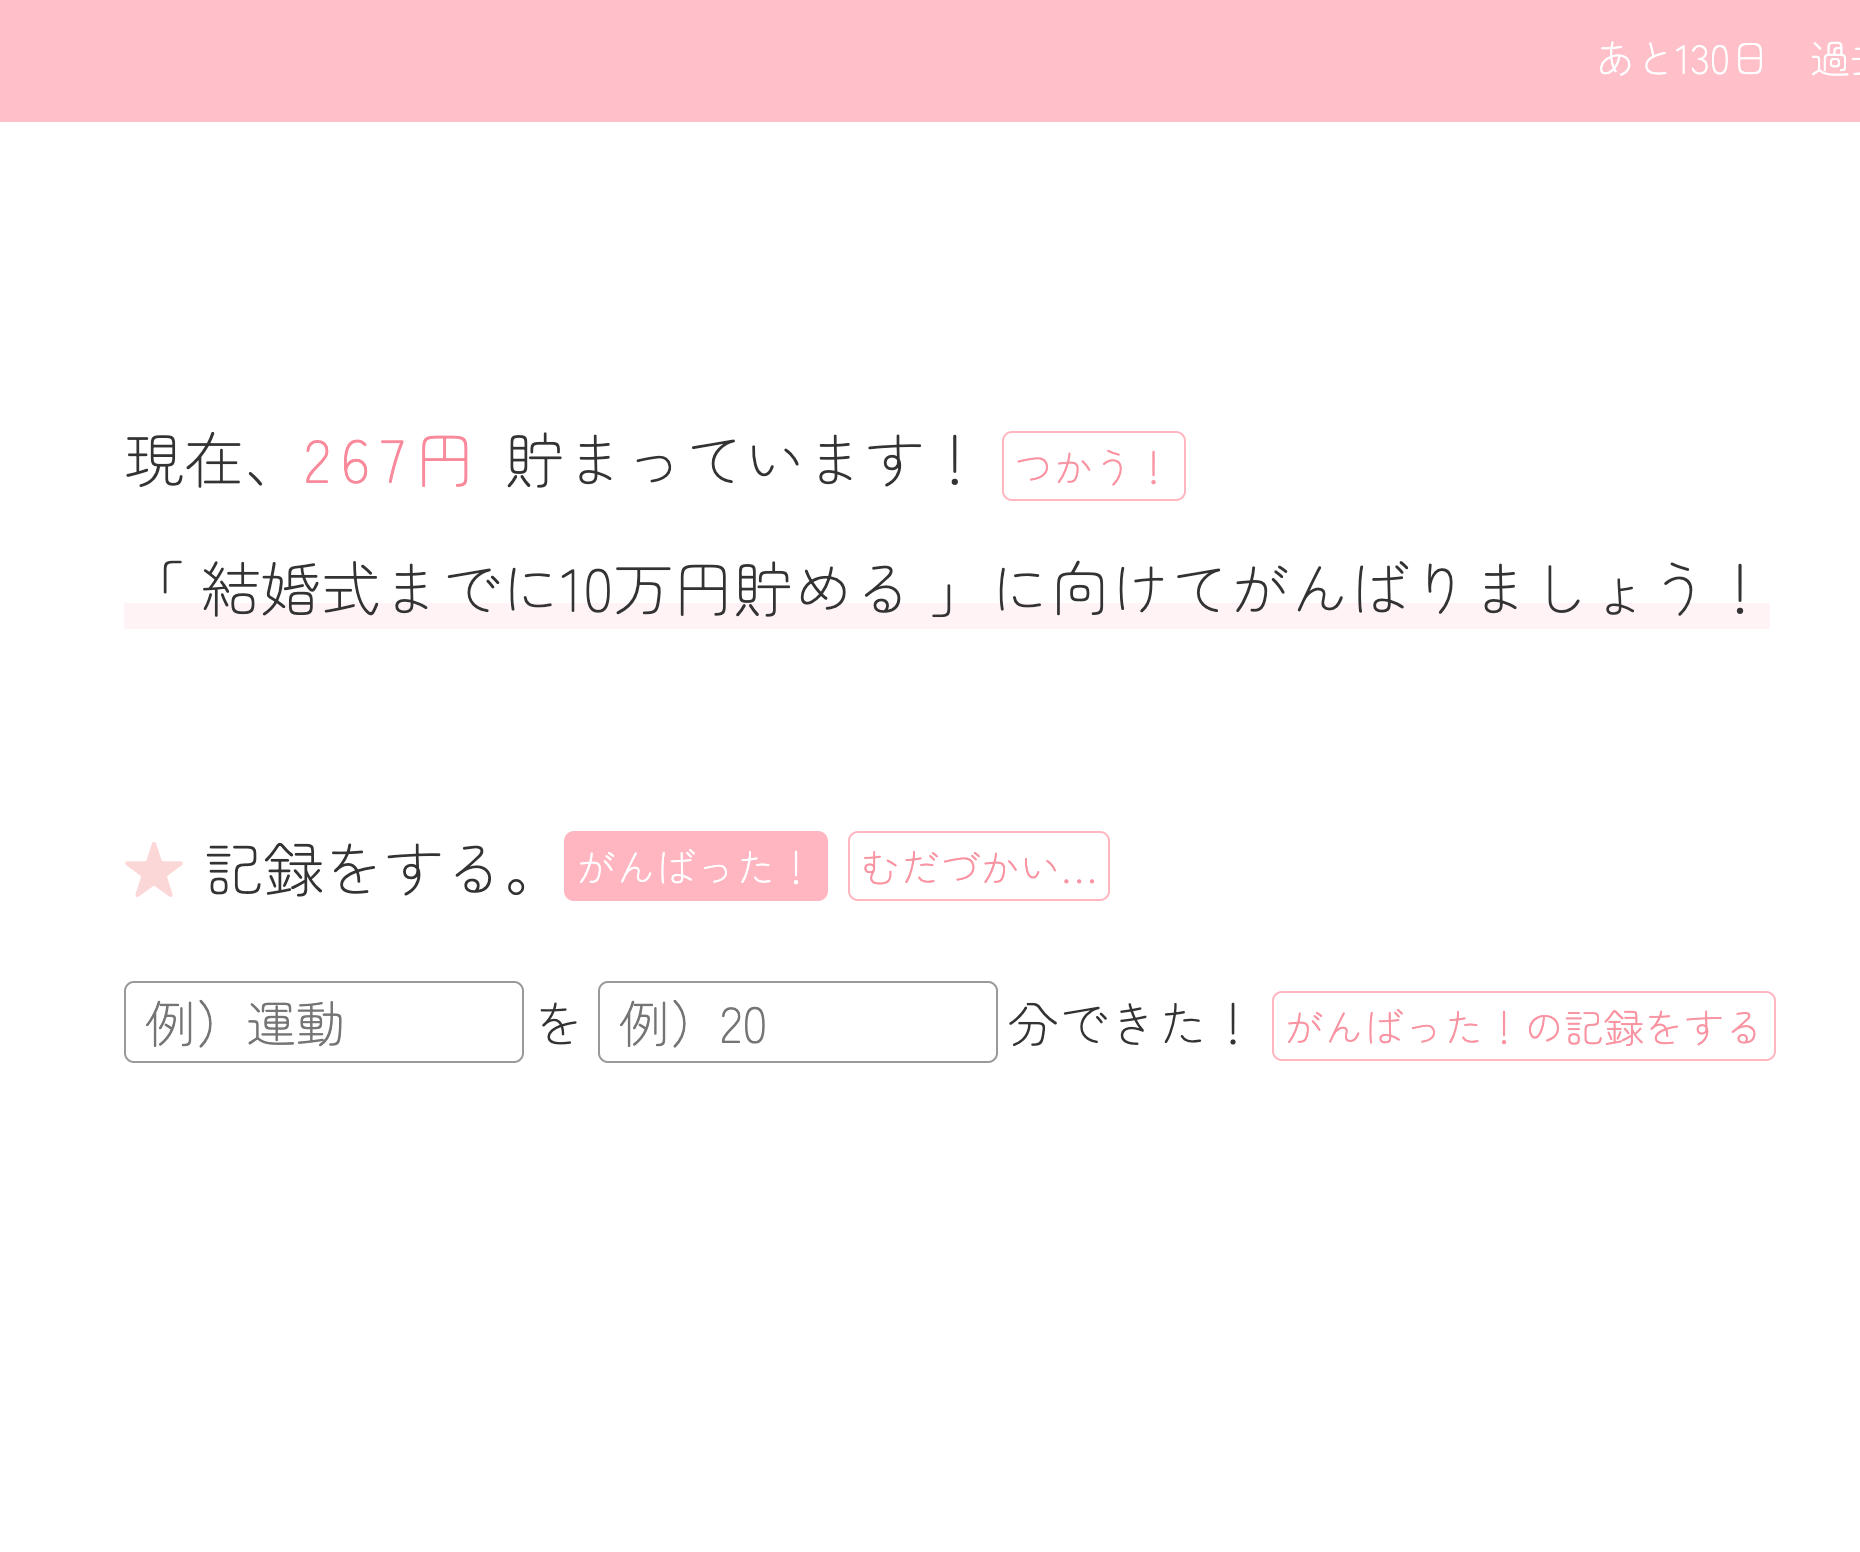 あと130日 過
現在、267円 貯まっています！ つかう！
「 結婚式までに10万円貯める 」に向けてがんばりましょう！
★ 記録をする。 がんばった！ むだづかい...
例）運動 を 例）20 分できた！ がんばった！の記録をする